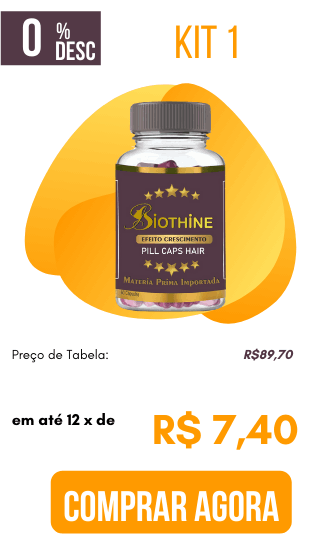 0 % DESC
KIT 1
BIOTHINE
EFEITO CRESCIMENTO
PILL CAPS HAIR
MATERÍA PRIMA IMPORTADA
Preço de Tabela: R$89,70
em até 12 x de R$ 7,40
COMPRAR AGORA